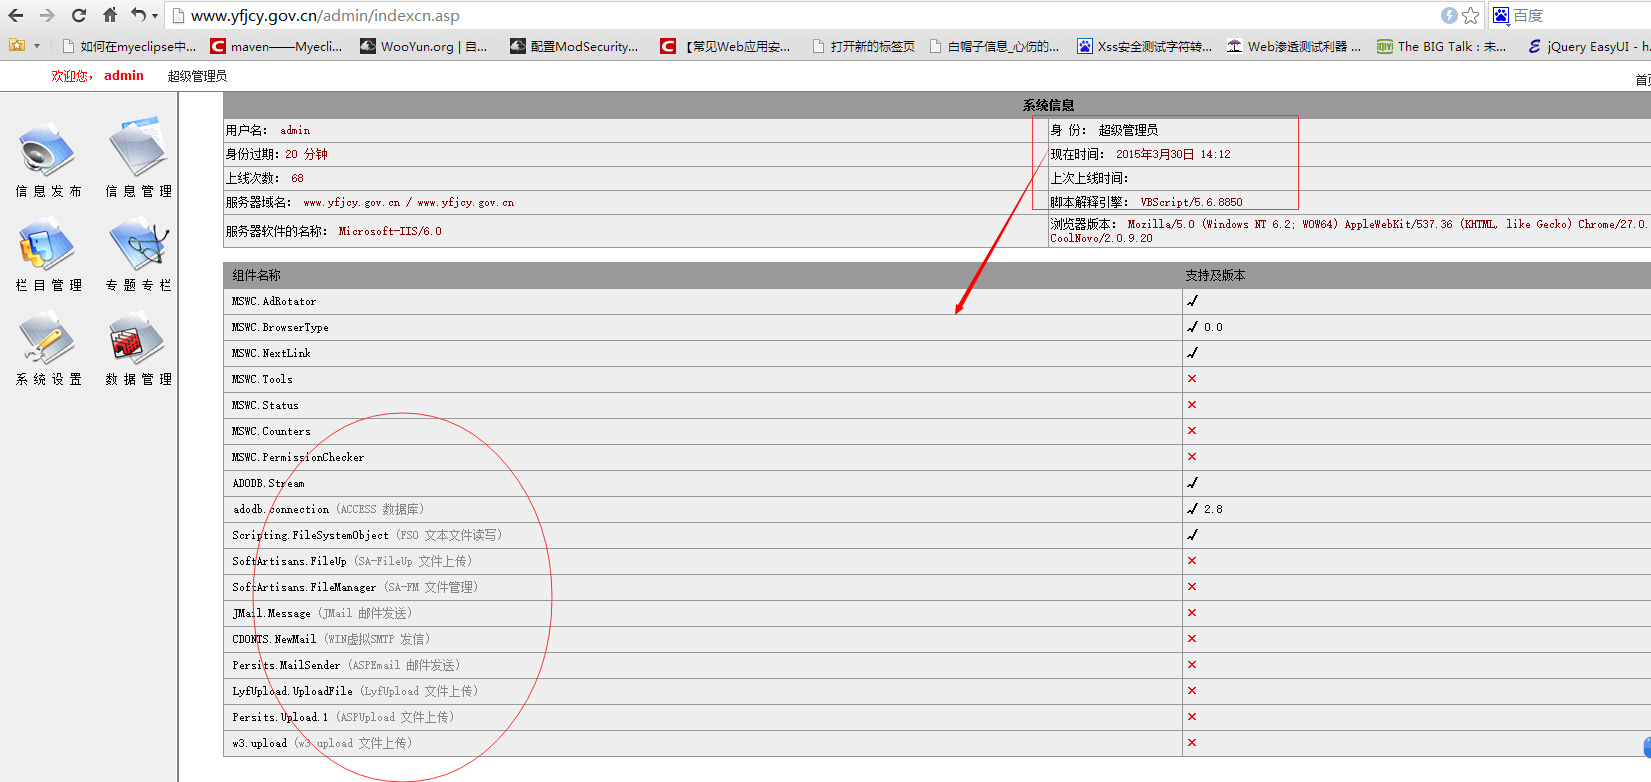 www.yfjcy.gov.cn/admin/indexcn.asp
百度
如何在myeclipse中...
maven——Myecli...
WooYun.org | 自...
配置ModSecurity...
【常见Web应用安...
打开新的标签页
白帽子信息_心伤的...
Xss安全测试字符转...
Web渗透测试利器 ...
The BIG Talk : 未...
jQuery EasyUI - h.
欢迎您， admin 超级管理员
首页
信息发布
信息管理
栏目管理
专题专栏
系统设置
数据管理
系统信息
用户名： admin
身 份： 超级管理员
身份过期：20 分钟
现在时间： 2015年3月30日 14:12
上线次数： 68
上次上线时间：
服务器域名： www.yfjcy.gov.cn / www.yfjcy.gov.cn
脚本解释引擎： VBScript/5.6.8850
服务器软件的名称： Microsoft-IIS/6.0
浏览器版本： Mozilla/5.0 (Windows NT 6.2; WOW64) AppleWebKit/537.36 (KHTML, like Gecko) Chrome/27.0.
CoolNovo/2.0.9.20
组件名称 支持及版本
MSWC.AdRotator ✓
MSWC.BrowserType ✓ 0.0
MSWC.NextLink ✓
MSWC.Tools ×
MSWC.Status ×
MSWC.Counters ×
MSWC.PermissionChecker ×
ADODB.Stream ✓
adodb.connection (ACCESS 数据库) ✓ 2.8
Scripting.FileSystemObject (FSO 文本文件读写) ✓
SoftArtisans.FileUp (SA-FileUp 文件上传) ×
SoftArtisans.FileManager (SA-FM 文件管理) ×
JMail.Message (JMail 邮件发送) ×
CDONTS.NewMail (WIN虚拟SMTP 发信) ×
Persits.MailSender (ASPEmail 邮件发送) ×
LyfUpload.UploadFile (LyfUpload 文件上传) ×
Persits.Upload.1 (ASPUpload 文件上传) ×
w3.upload (w3 upload 文件上传) ×